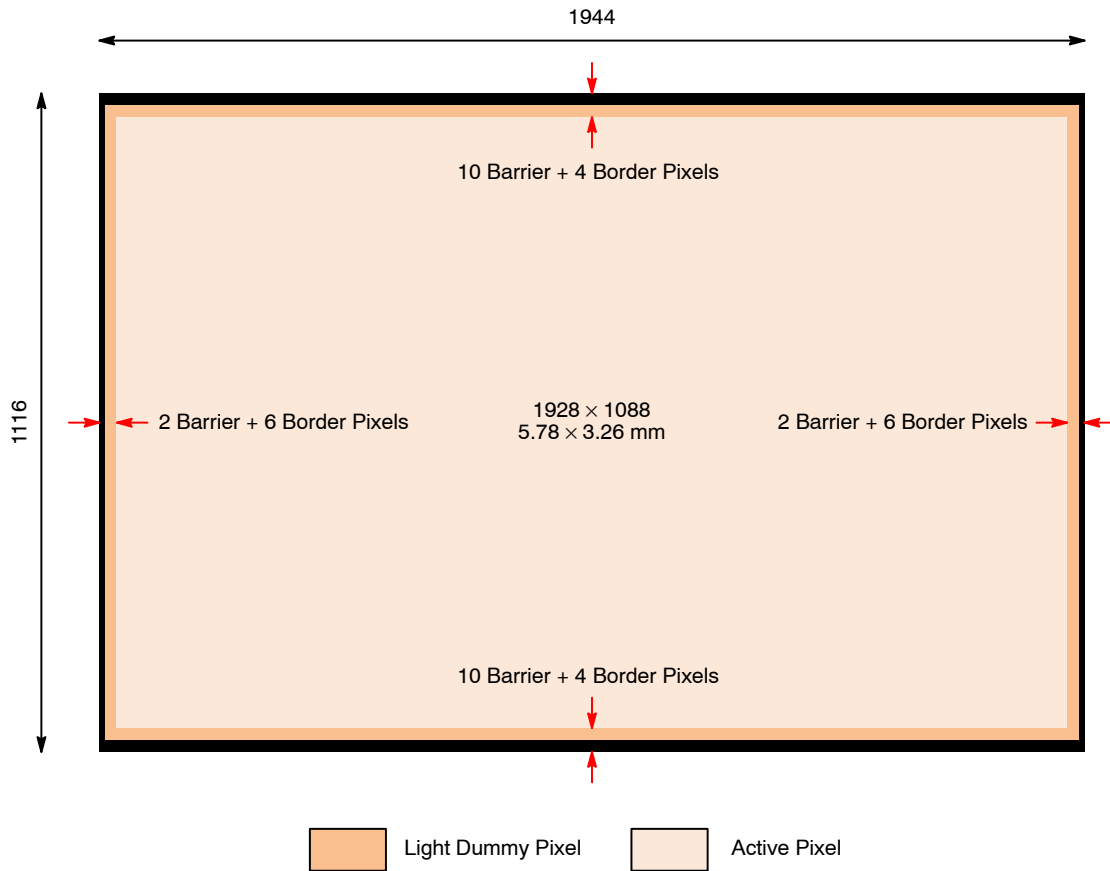 1944
10 Barrier + 4 Border Pixels
1116
2 Barrier + 6 Border Pixels
1928 × 1088
5.78 × 3.26 mm
2 Barrier + 6 Border Pixels
10 Barrier + 4 Border Pixels
Light Dummy Pixel
Active Pixel